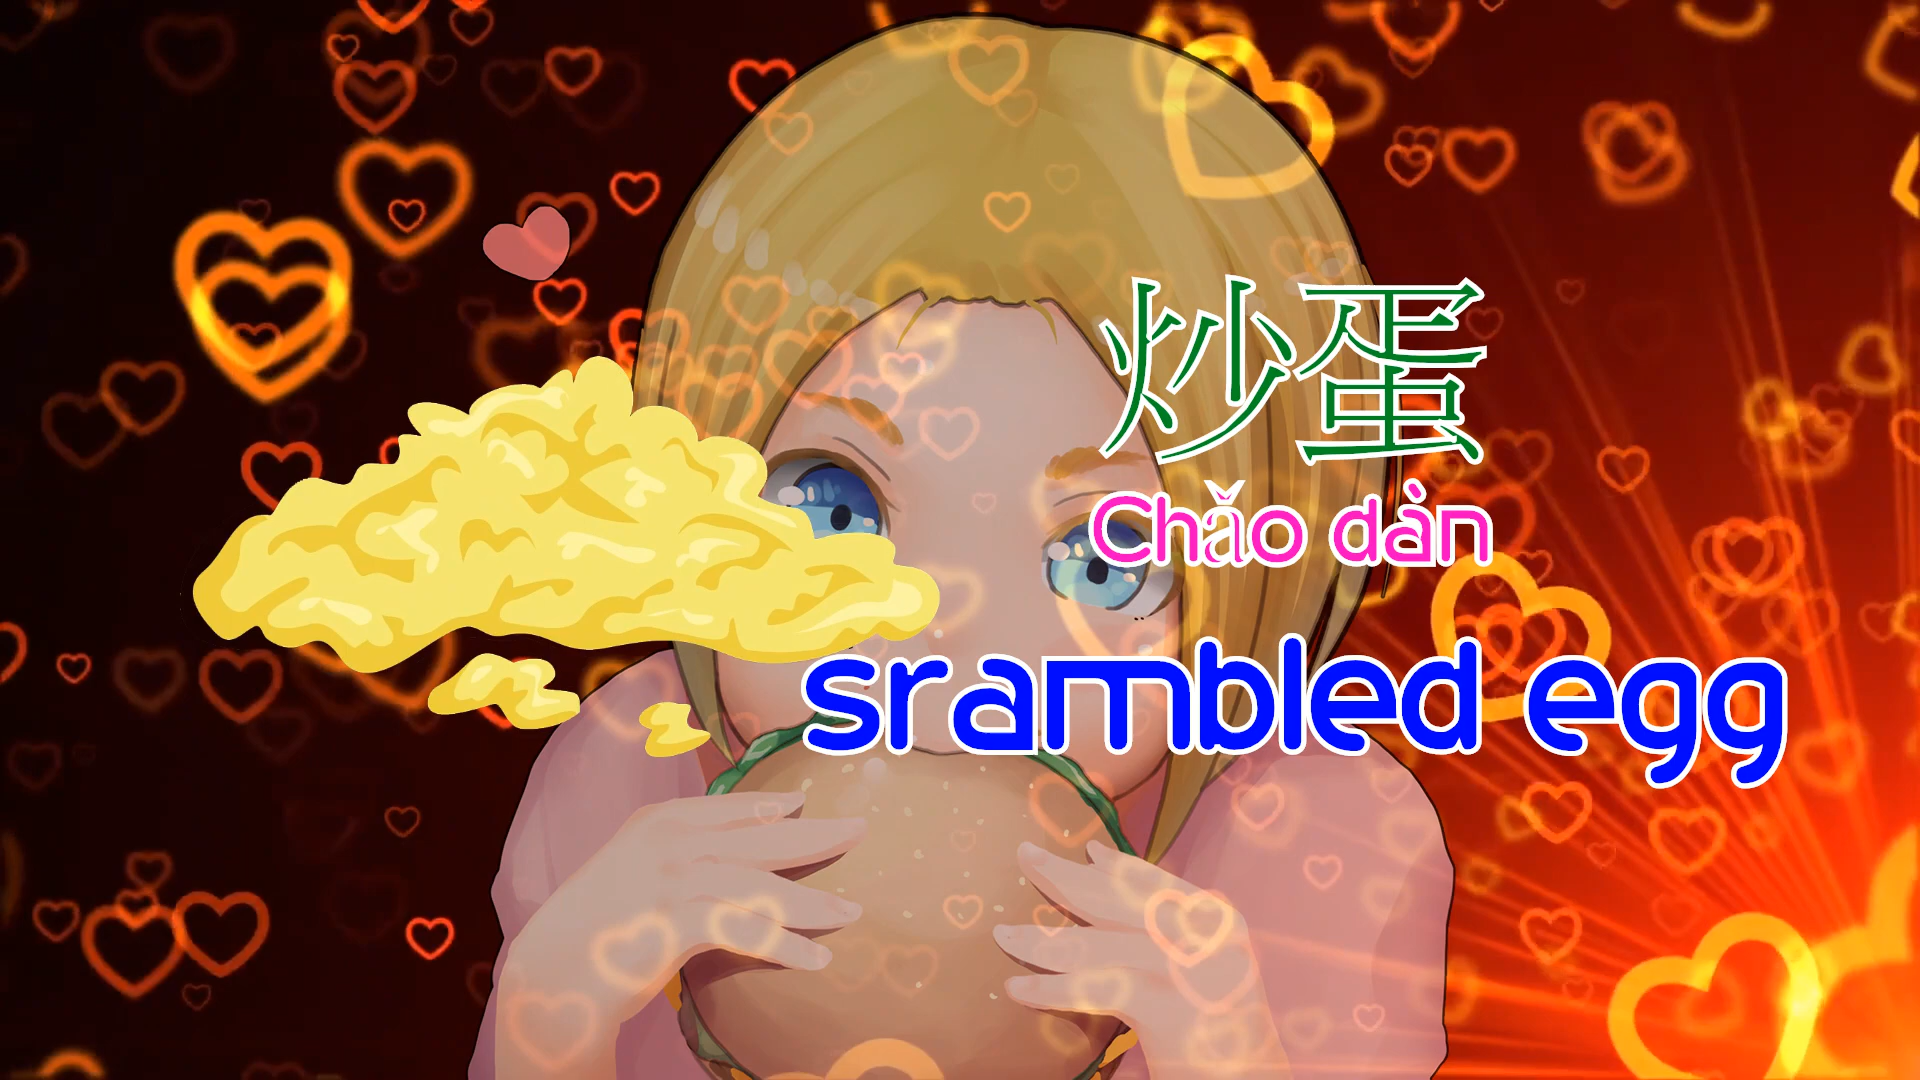 炒蛋
Chǎo dàn
srambled egg